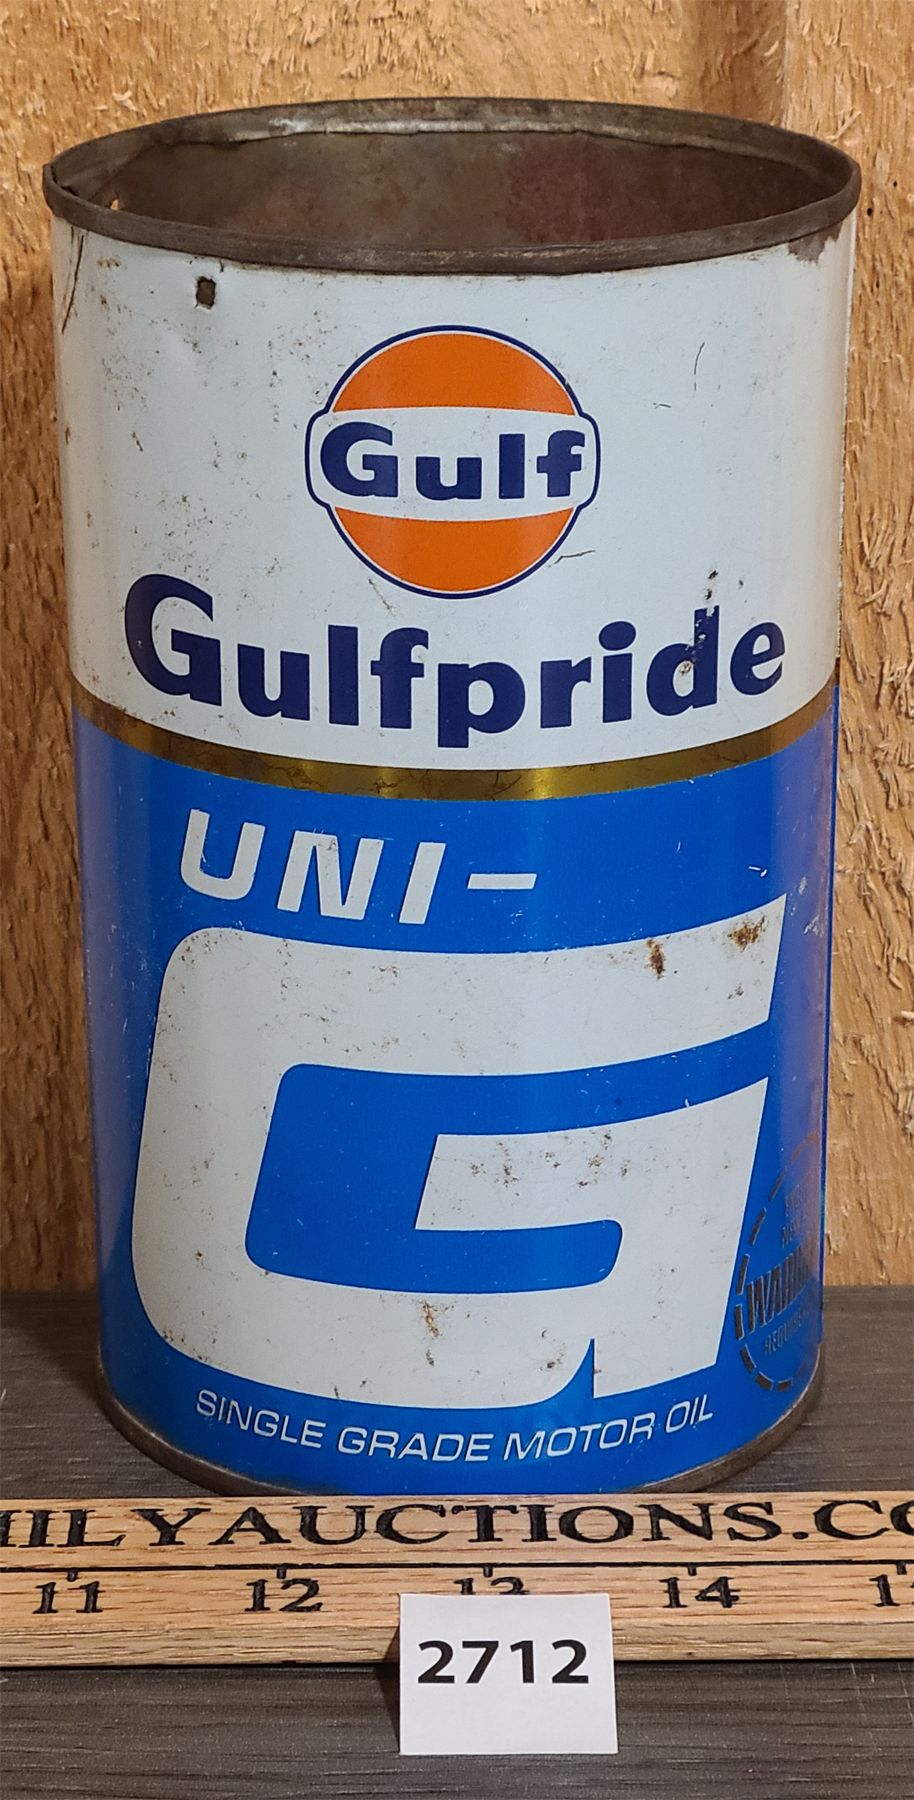 Gulf
Gulfpride
UNI-
G
SINGLE GRADE MOTOR OIL
ILYAUCTIONS.C
11 12 13 14
2712